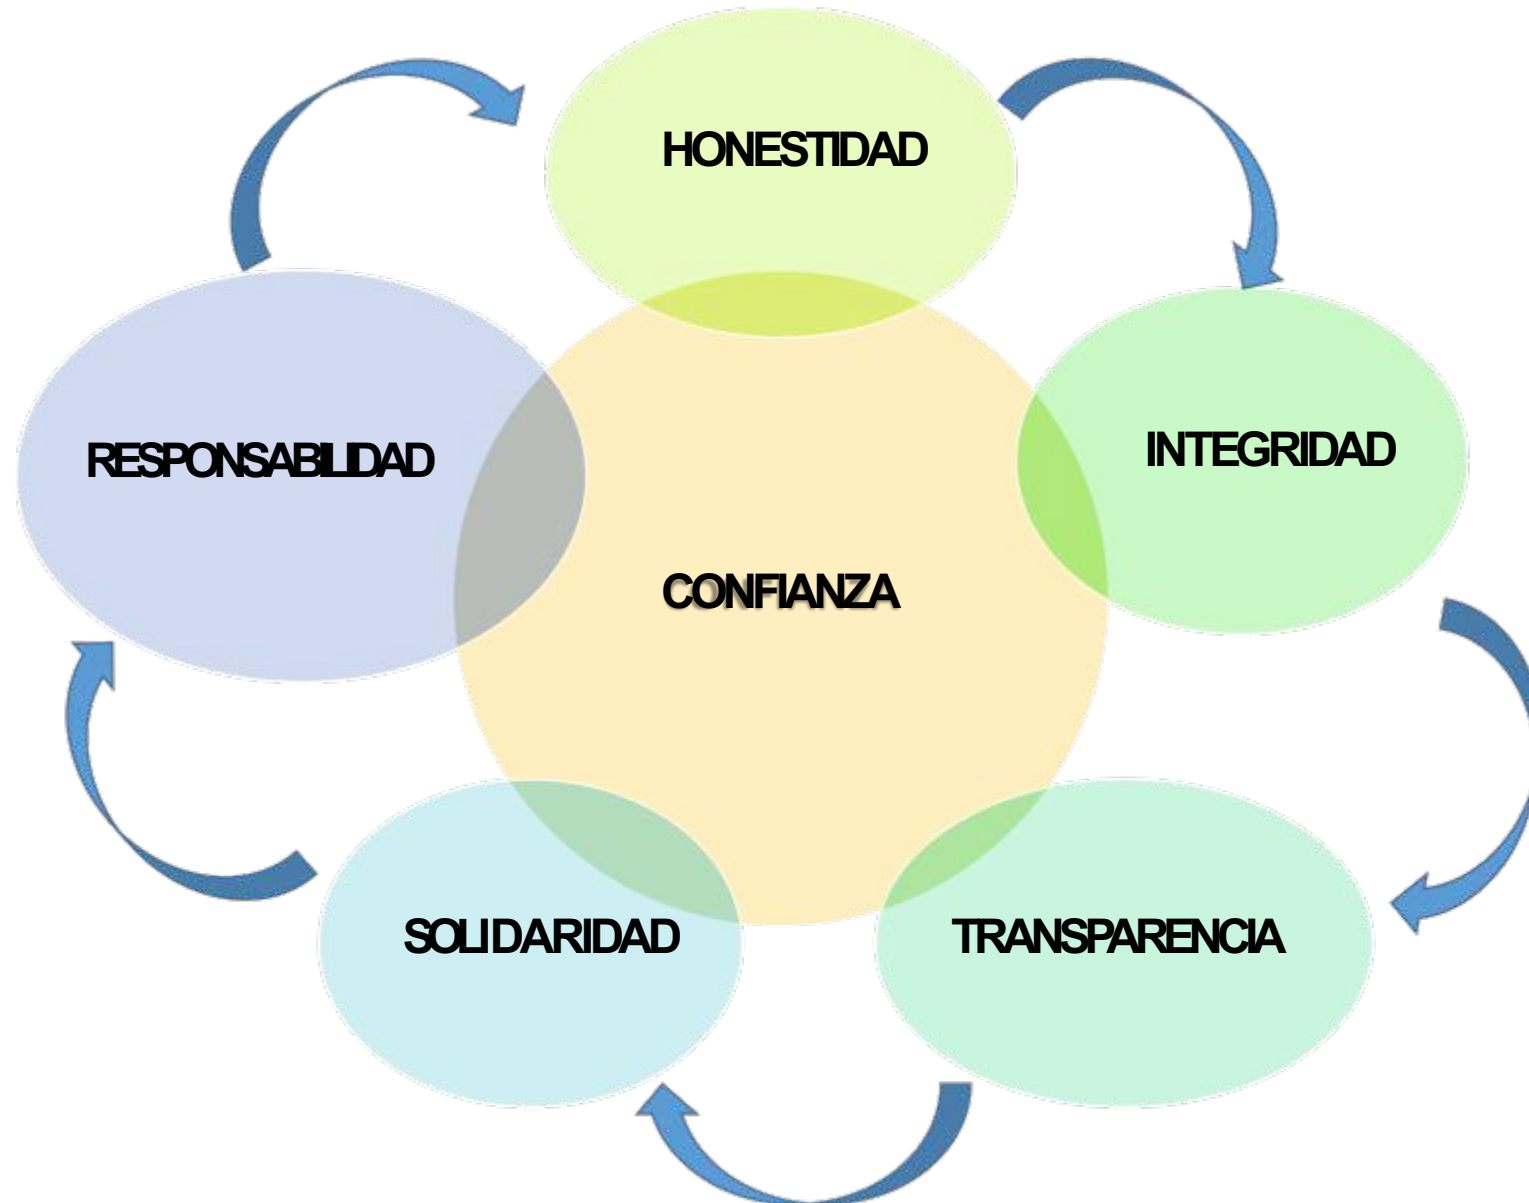 HONESTIDAD
INTEGRIDAD
RESPONSABILIDAD
CONFIANZA
SOLIDARIDAD
TRANSPARENCIA